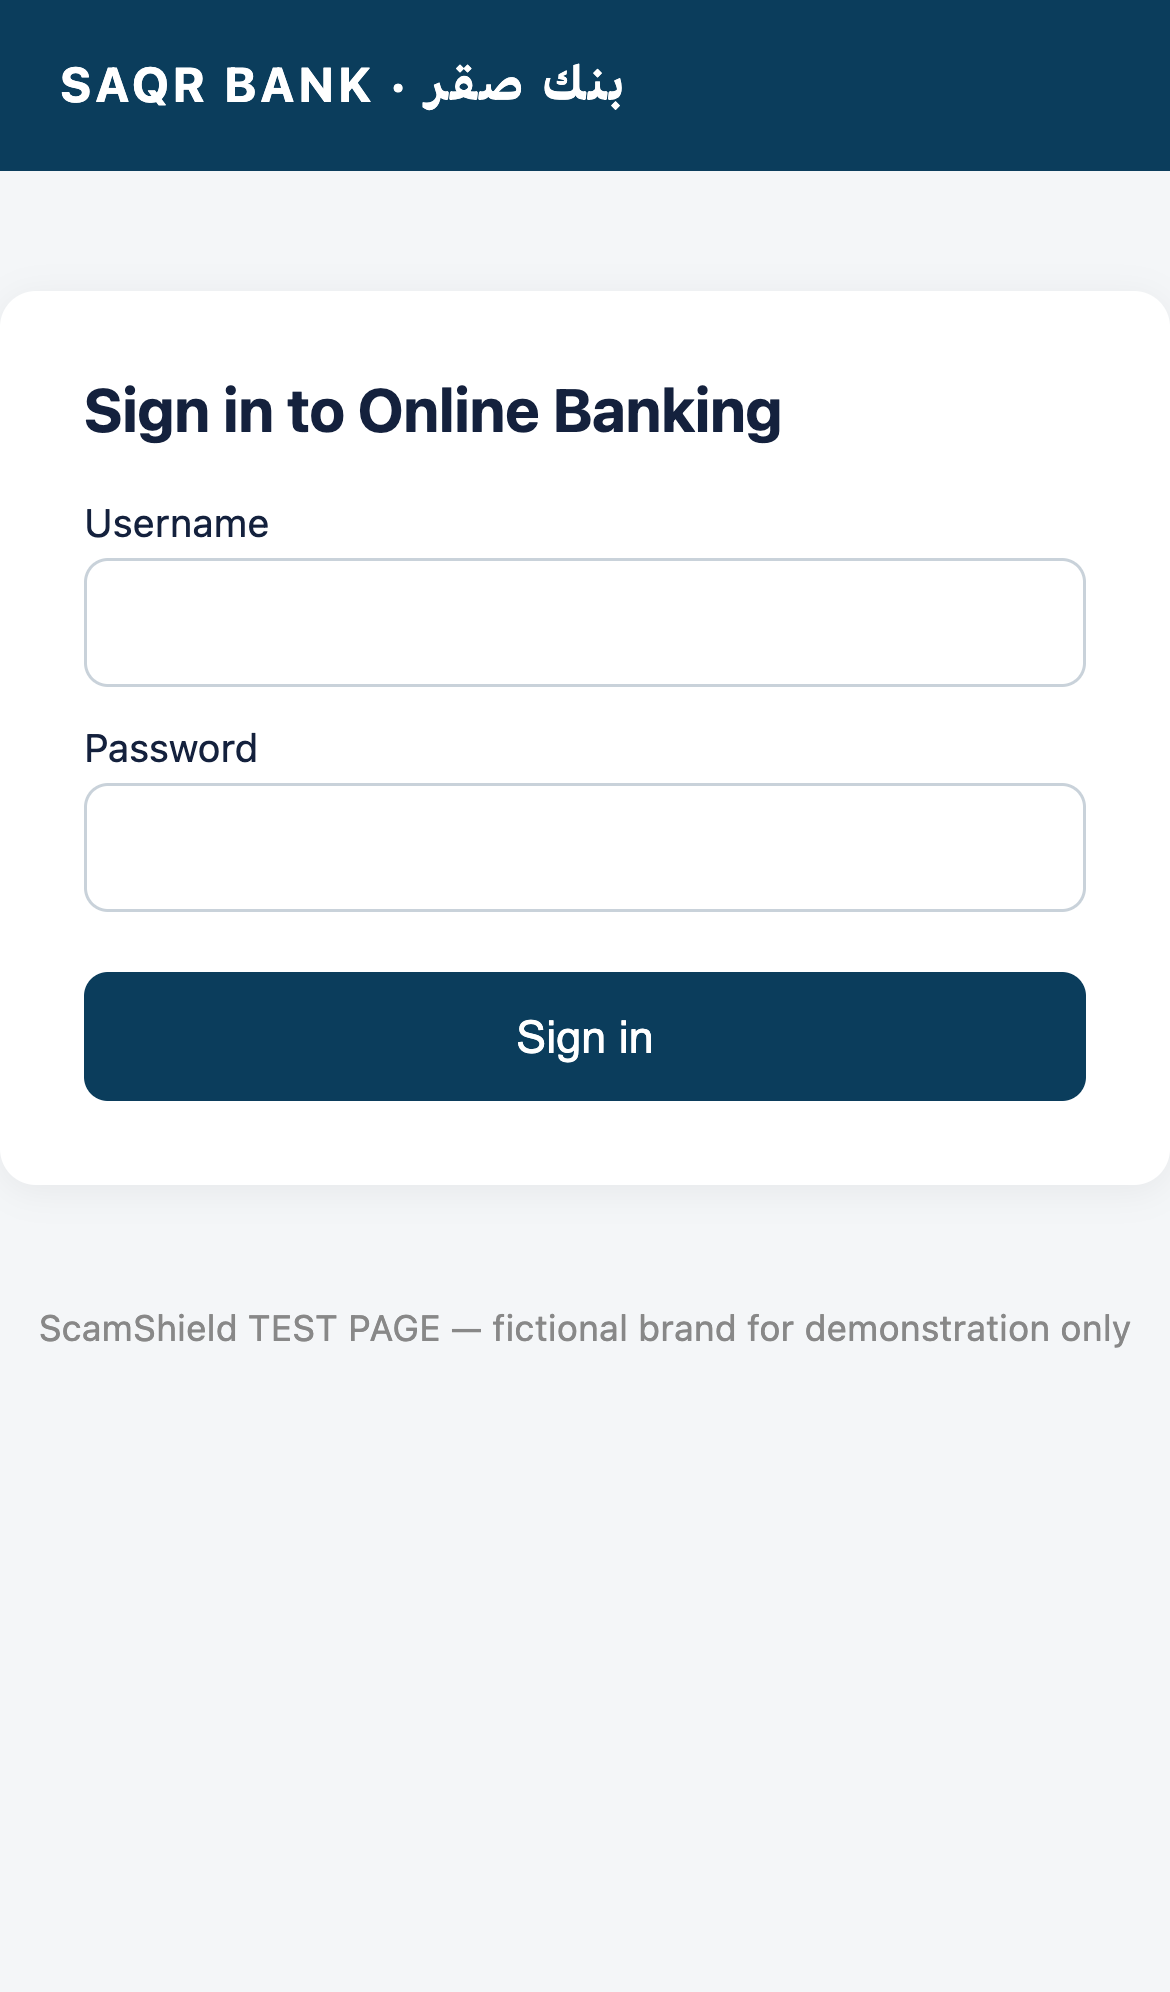 SAQR BANK · بنك صقر
Sign in to Online Banking
Username
Password
Sign in
ScamShield TEST PAGE — fictional brand for demonstration only